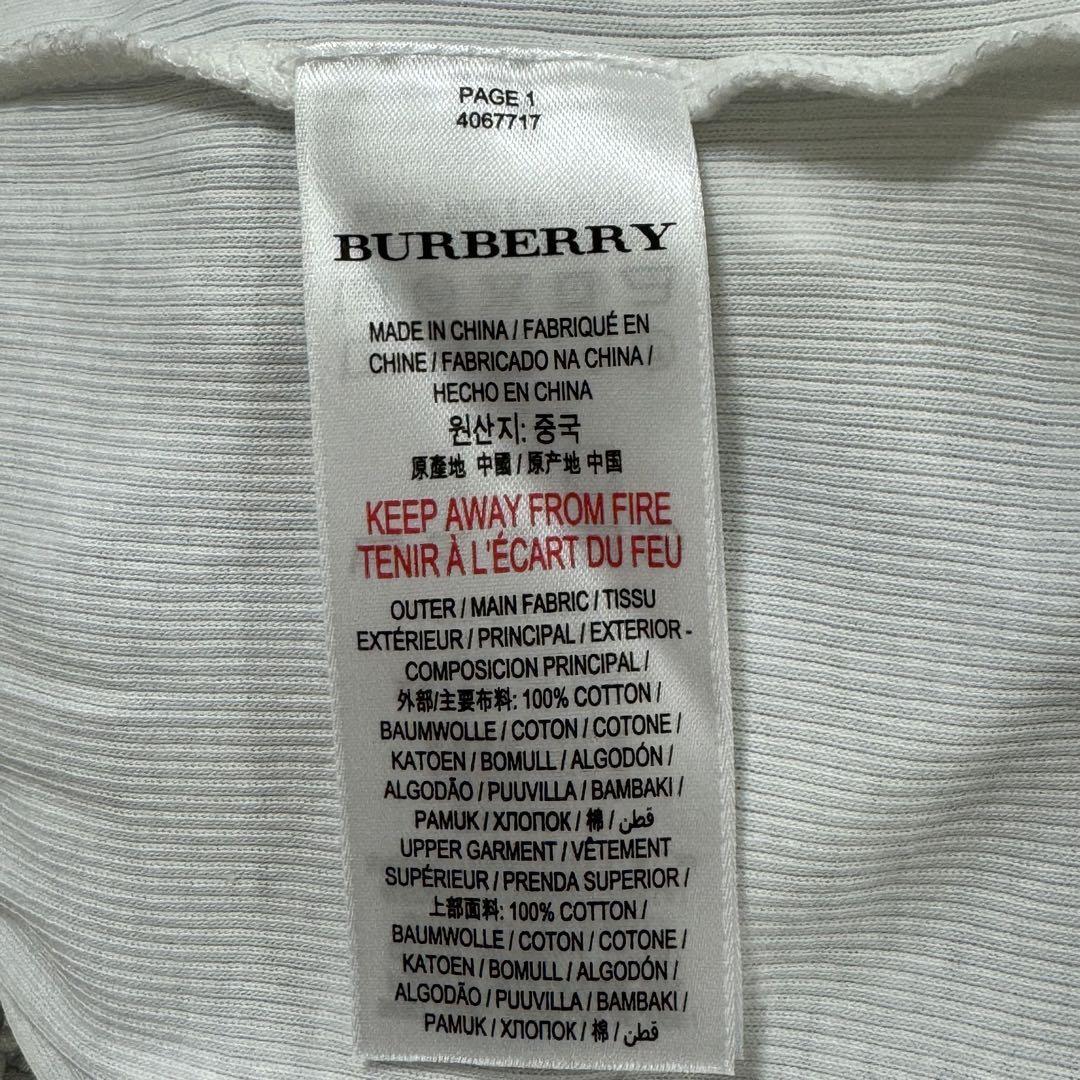 PAGE 1
4067717
BURBERRY
MADE IN CHINA / FABRIQUÉ EN
CHINE / FABRICADO NA CHINA /
HECHO EN CHINA
원산지: 중국
原產地 中國 / 原产地 中国
KEEP AWAY FROM FIRE
TENIR À L'ÉCART DU FEU
OUTER / MAIN FABRIC / TISSU
EXTÉRIEUR / PRINCIPAL / EXTERIOR -
COMPOSICION PRINCIPAL /
外部/主要布料: 100% COTTON /
BAUMWOLLE / COTON / COTONE /
KATOEN / BOMULL / ALGODÓN /
ALGODÃO / PUUVILLA / BAMBAKI /
PAMUK / ХЛОПОК / 棉 / قطن
UPPER GARMENT / VÊTEMENT
SUPÉRIEUR / PRENDA SUPERIOR /
上部面料: 100% COTTON /
BAUMWOLLE / COTON / COTONE /
KATOEN / BOMULL / ALGODÓN /
ALGODÃO / PUUVILLA / BAMBAKI /
PAMUK / ХЛОПОК / 棉 / قطن